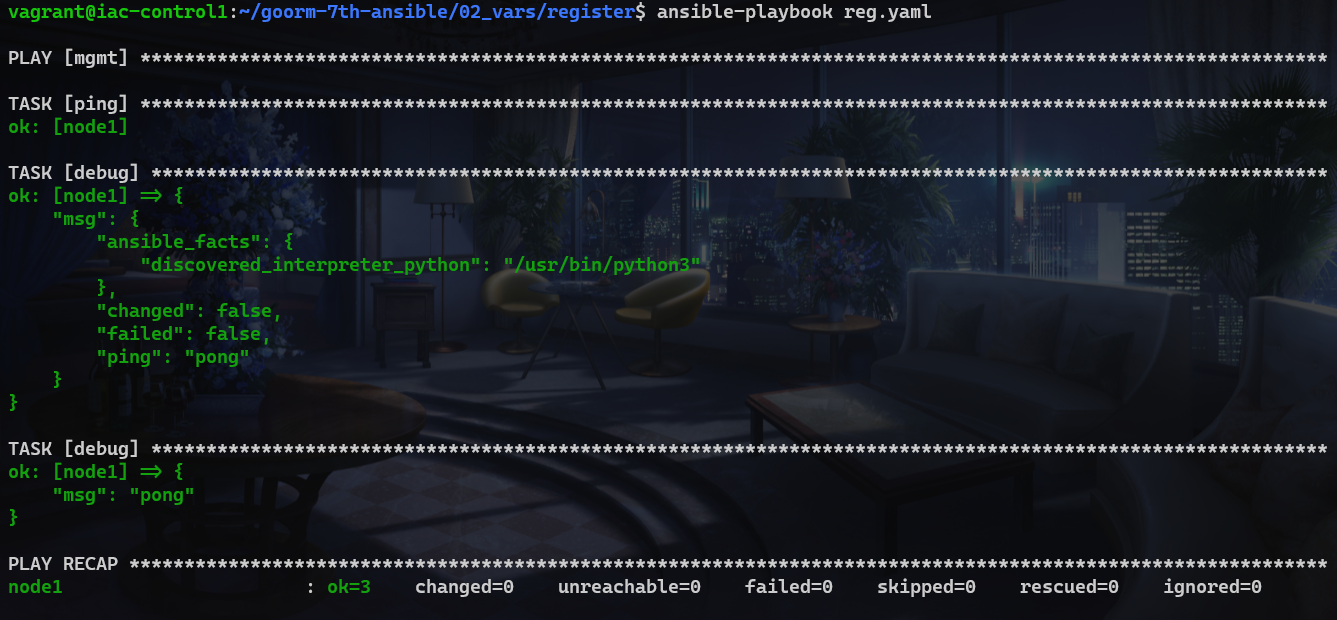 vagrant@iac-control1:~/goorm-7th-ansible/02_vars/register$ ansible-playbook reg.yaml
PLAY [mgmt] ************************************************************************************************************
TASK [ping] ************************************************************************************************************
ok: [node1]
TASK [debug] ***********************************************************************************************************
ok: [node1] => {
    "msg": {
        "ansible_facts": {
            "discovered_interpreter_python": "/usr/bin/python3"
        },
        "changed": false,
        "failed": false,
        "ping": "pong"
    }
}
TASK [debug] ***********************************************************************************************************
ok: [node1] => {
    "msg": "pong"
}
PLAY RECAP *************************************************************************************************************
node1                      : ok=3    changed=0    unreachable=0    failed=0    skipped=0    rescued=0    ignored=0